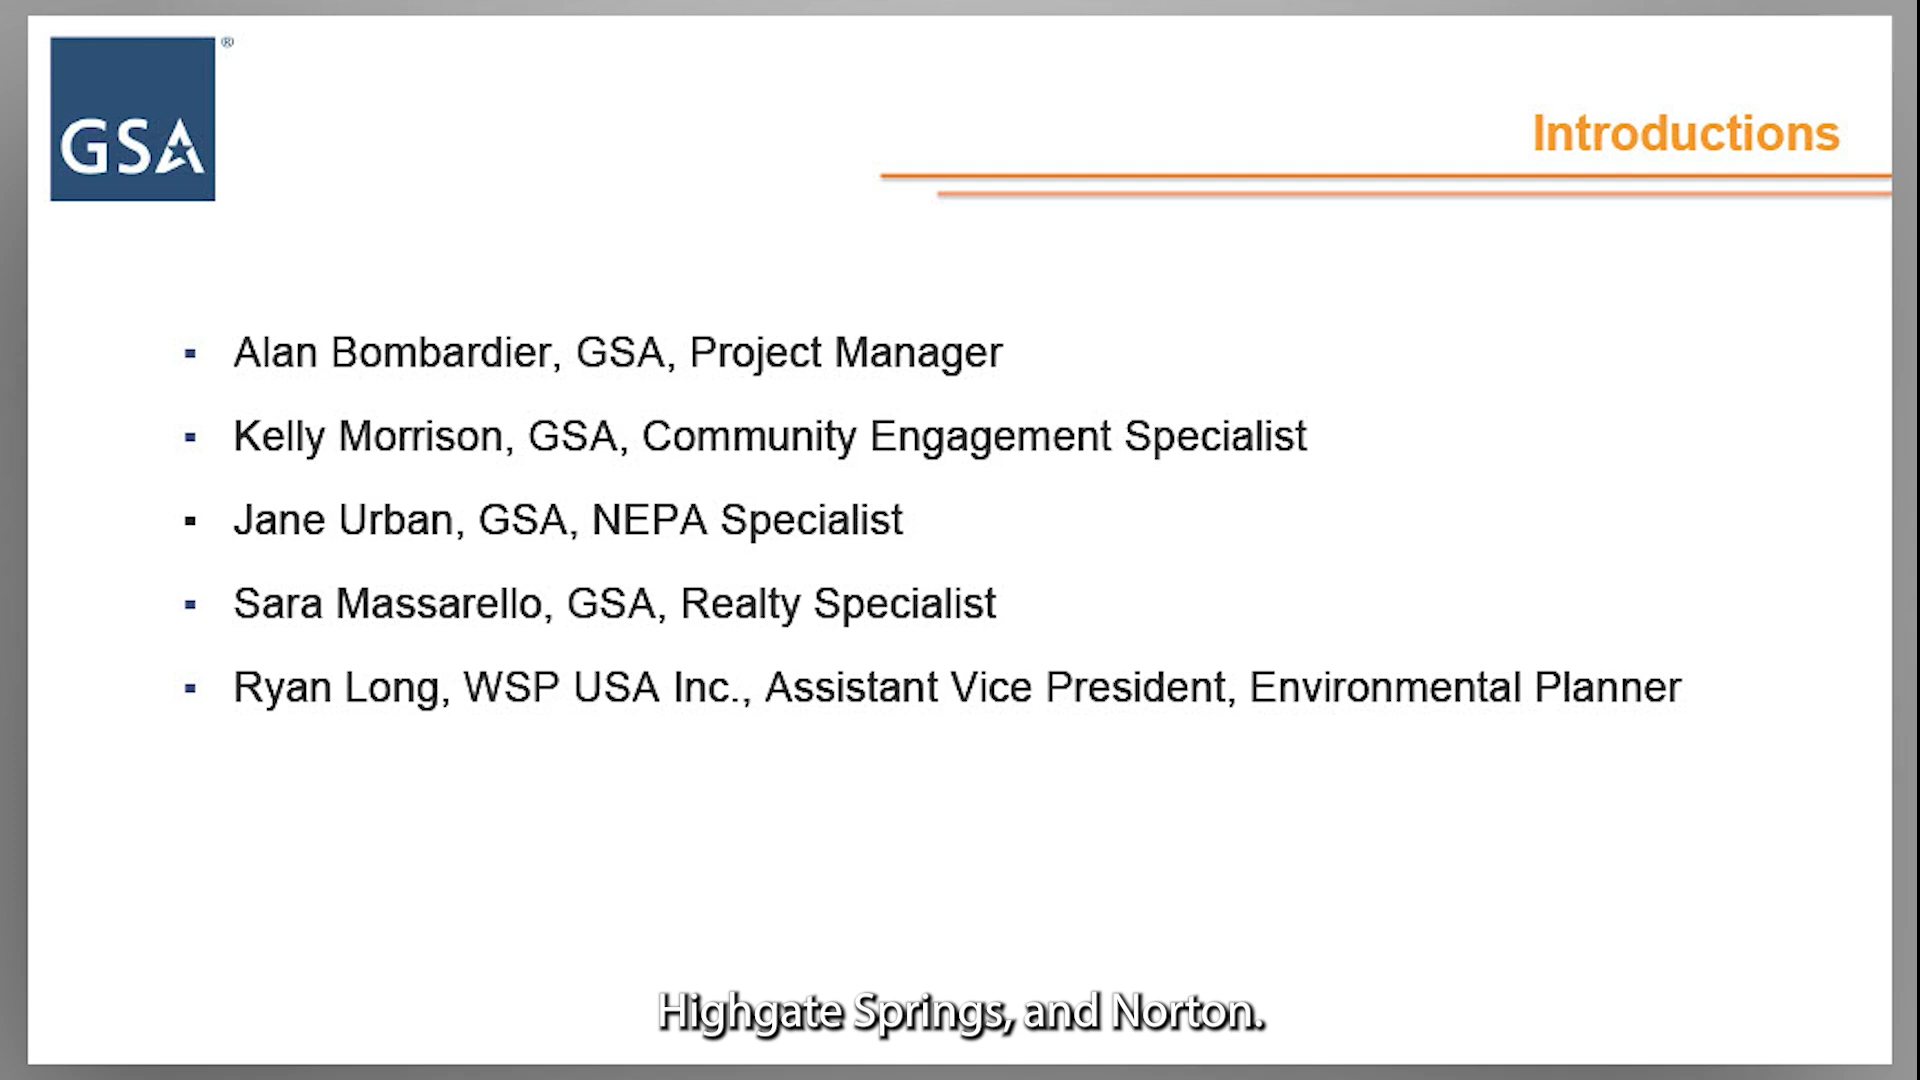 GSA®
Introductions
▪ Alan Bombardier, GSA, Project Manager
▪ Kelly Morrison, GSA, Community Engagement Specialist
▪ Jane Urban, GSA, NEPA Specialist
▪ Sara Massarello, GSA, Realty Specialist
▪ Ryan Long, WSP USA Inc., Assistant Vice President, Environmental Planner
Highgate Springs, and Norton.